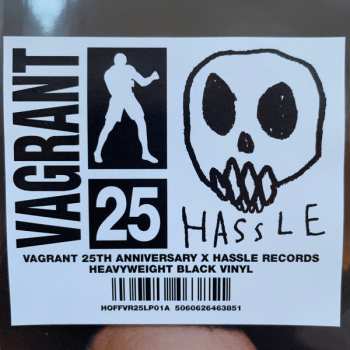 VAGRANT
25
HASSLE
VAGRANT 25TH ANNIVERSARY X HASSLE RECORDS
HEAVYWEIGHT BLACK VINYL
HOFFVR25LP01A 5060626463851